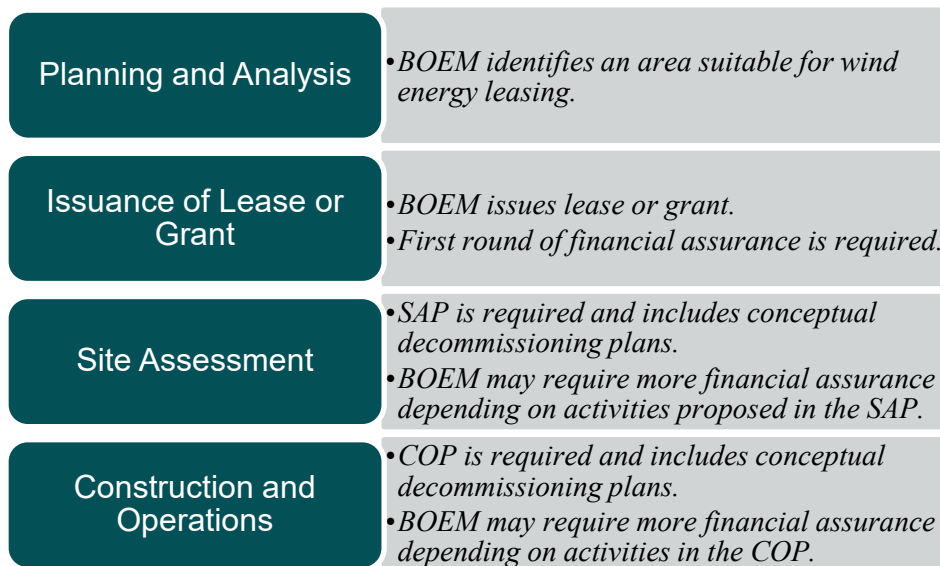 Planning and Analysis
•BOEM identifies an area suitable for wind
energy leasing.
Issuance of Lease or
Grant
•BOEM issues lease or grant.
•First round of financial assurance is required.
Site Assessment
•SAP is required and includes conceptual
decommissioning plans.
•BOEM may require more financial assurance
depending on activities proposed in the SAP.
Construction and
Operations
•COP is required and includes conceptual
decommissioning plans.
•BOEM may require more financial assurance
depending on activities in the COP.